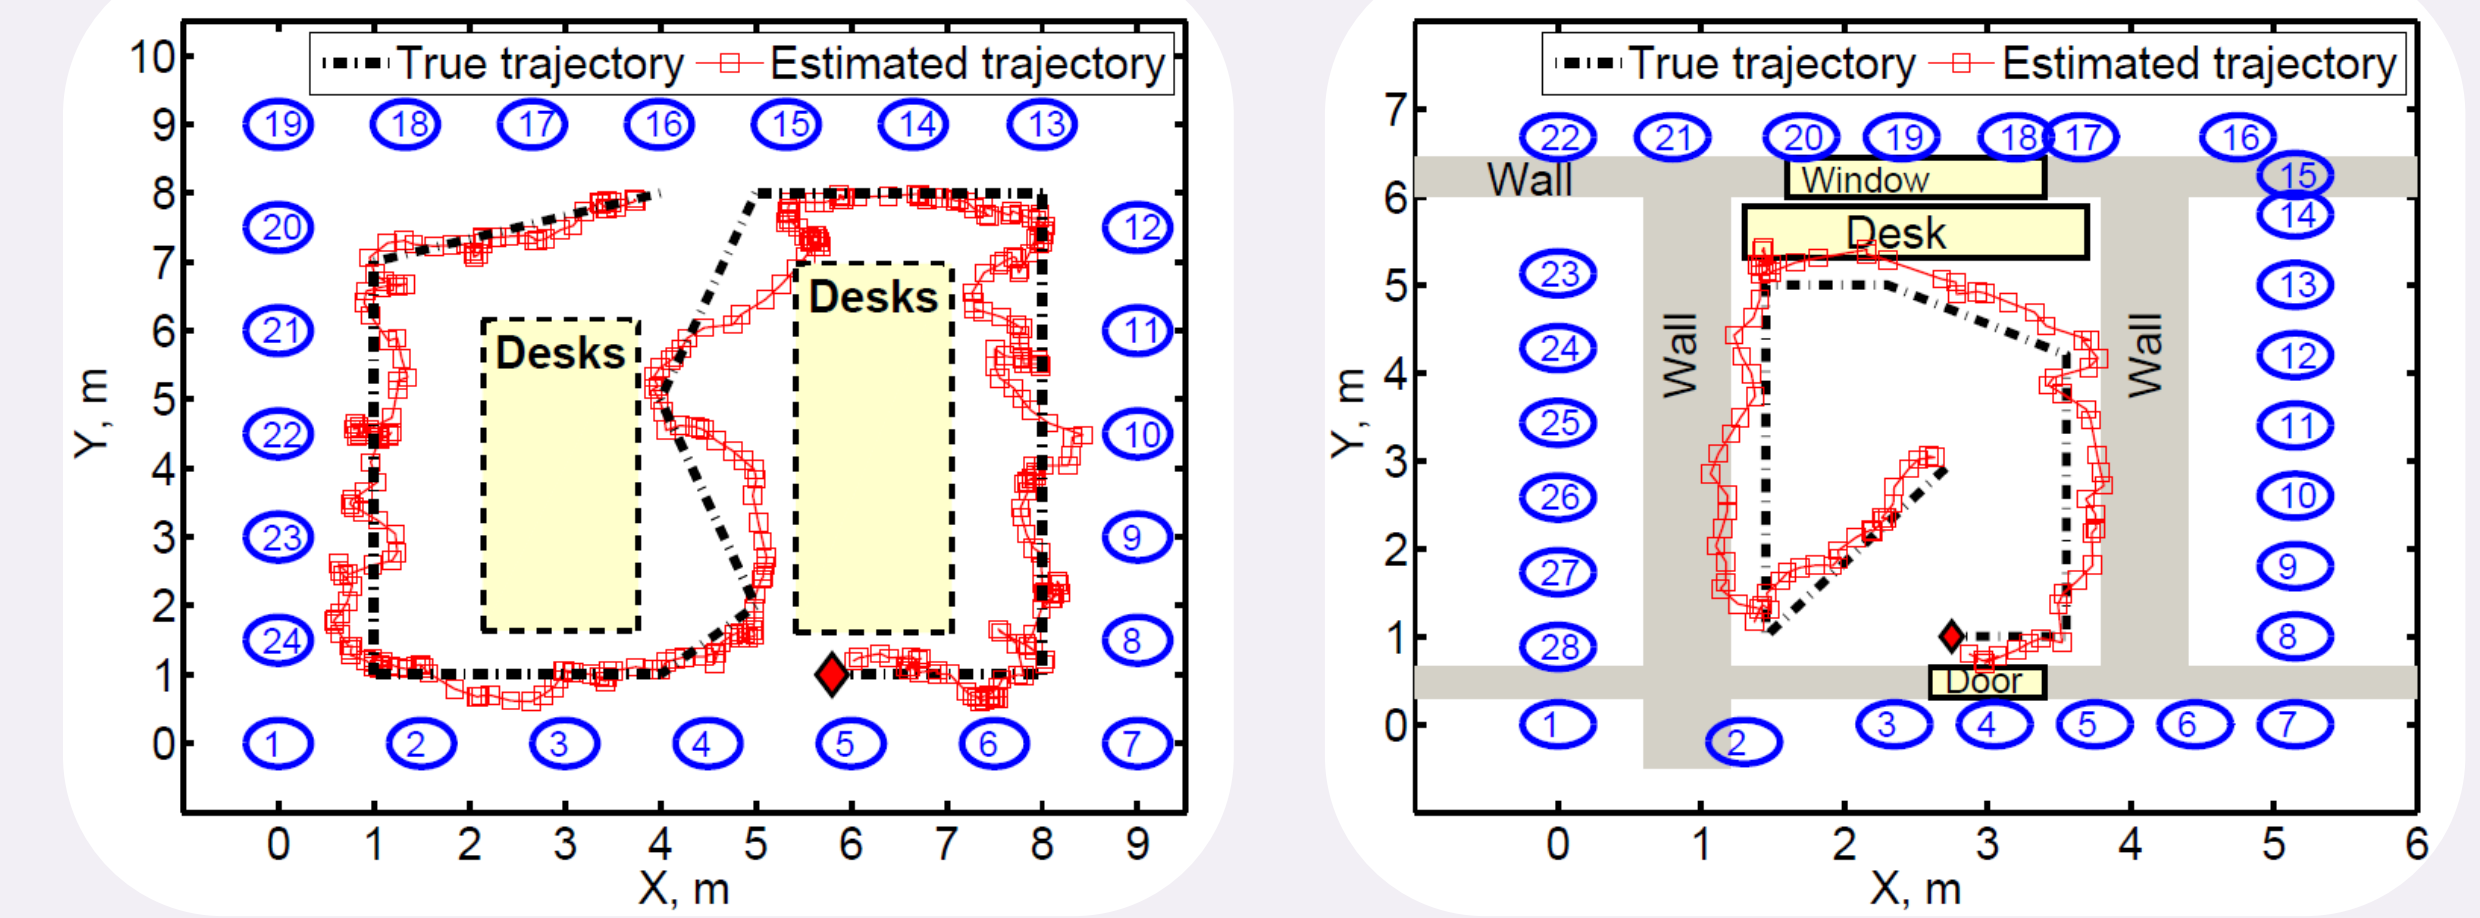 True trajectory Estimated trajectory
10
9
8
7
6
5
4
3
2
1
0
Y, m
19 18 17 16 15 14 13
20 12
21 11
22 10
23 9
24 8
1 2 3 4 5 6 7
Desks
Desks
0 1 2 3 4 5 6 7 8 9
X, m
True trajectory Estimated trajectory
7
6
5
4
3
2
1
0
Y, m
22 21 20 19 18 17 16
Wall
Window
15
14
Desk
23 13
24 12
Wall
Wall
25 11
26 10
27 9
28 8
Door
1 2 3 4 5 6 7
0 1 2 3 4 5 6
X, m